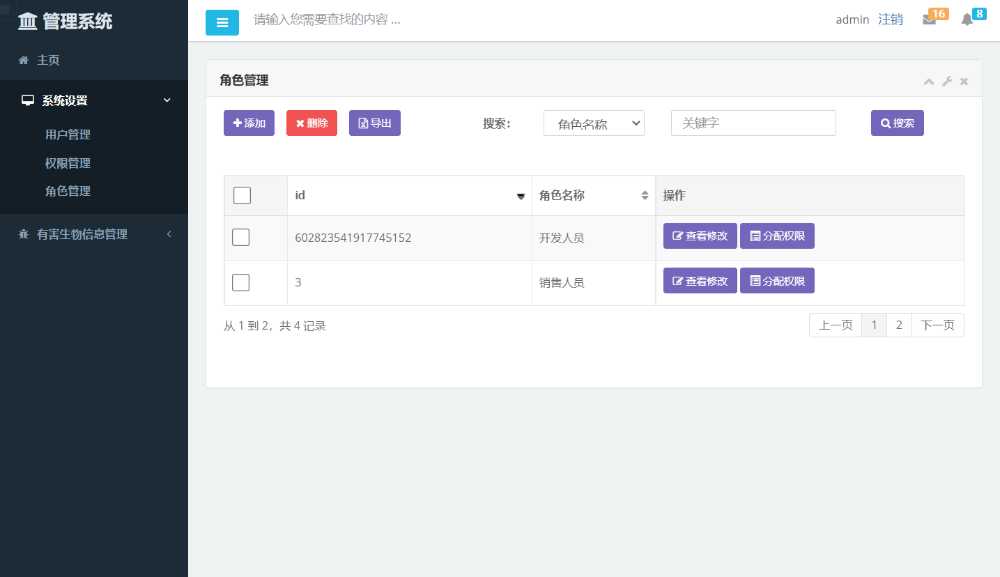 管理系统
请输入您需要查找的内容 ...
admin 注销 16 8
主页
系统设置
用户管理
权限管理
角色管理
有害生物信息管理
角色管理
添加 删除 导出 搜索： 角色名称 关键字 搜索
id 角色名称 操作
602823541917745152 开发人员 查看修改 分配权限
3 销售人员 查看修改 分配权限
从 1 到 2，共 4 记录 上一页 1 2 下一页